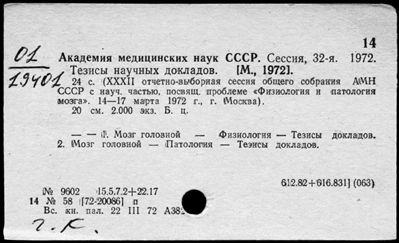 14
01
19401
Академия медицинских наук СССР. Сессия, 32-я. 1972.
Тезисы научных докладов. [М., 1972].
24 с. (XXXII отчетно-выборная сессия общего собрания АМН
СССР с науч. частью, посвящ. проблеме «Физиология и патология
мозга». 14—17 марта 1972 г., г. Москва).
20 см. 2.000 экз. Б. ц.
— — 1. Мозг головной — Физиология — Тезисы докладов.
2. Мозг головной — Патология — Тезисы докладов.
612.82+616.831] (063)
№ 9602 15.5.7.2+22.17
14 № 58 [72-20086] п
Вс. кн. пал. 22 III 72 А382
г. К.